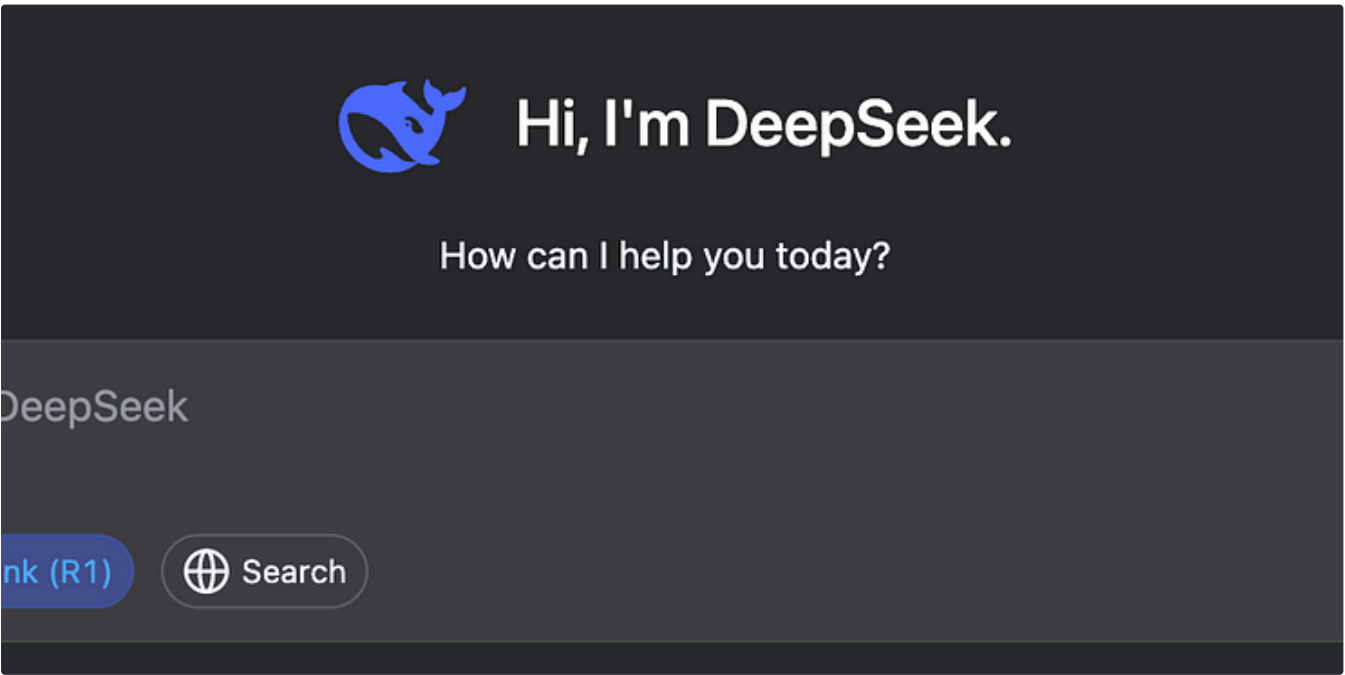 Hi, I'm DeepSeek.
How can I help you today?
DeepSeek
nk (R1)
Search